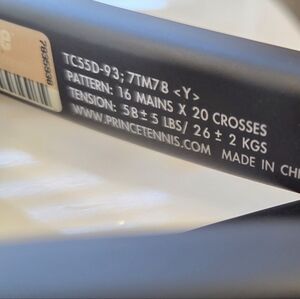 TC55D-93; 7TM78 <Y>
PATTERN: 16 MAINS X 20 CROSSES
TENSION: 58 ± 5 LBS/ 26 ± 2 KGS
WWW.PRINCETENNIS.COM MADE IN CHI